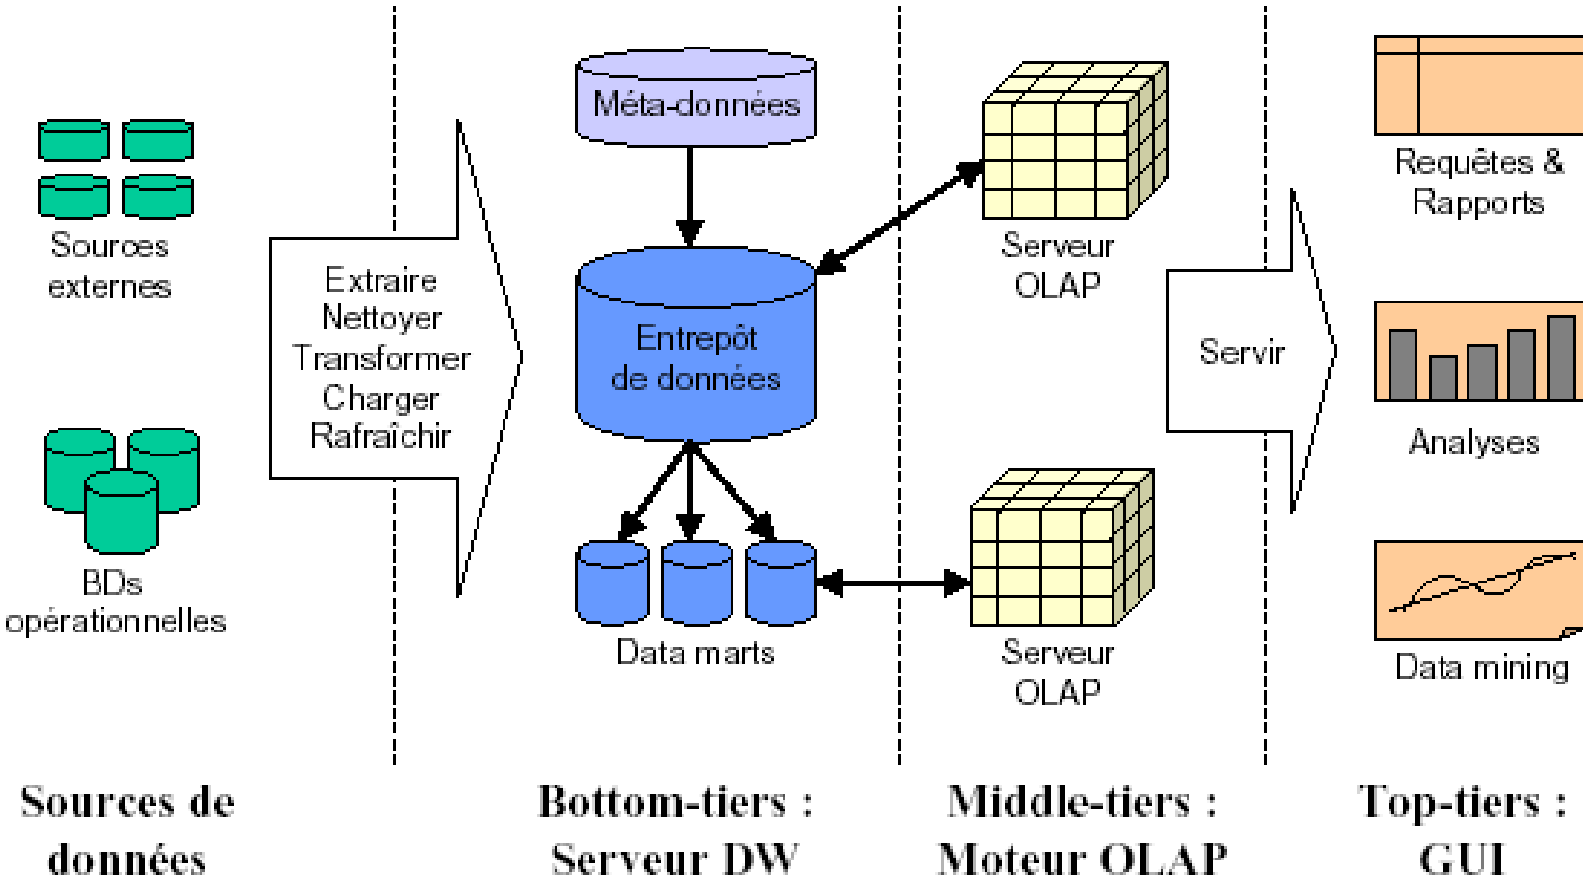 Sources
externes
BDs
opérationnelles
Extraire
Nettoyer
Transformer
Charger
Rafraîchir
Méta-données
Entrepôt
de données
Data marts
Serveur
OLAP
Serveur
OLAP
Servir
Requêtes &
Rapports
Analyses
Data mining
Sources de
données
Bottom-tiers :
Serveur DW
Middle-tiers :
Moteur OLAP
Top-tiers :
GUI